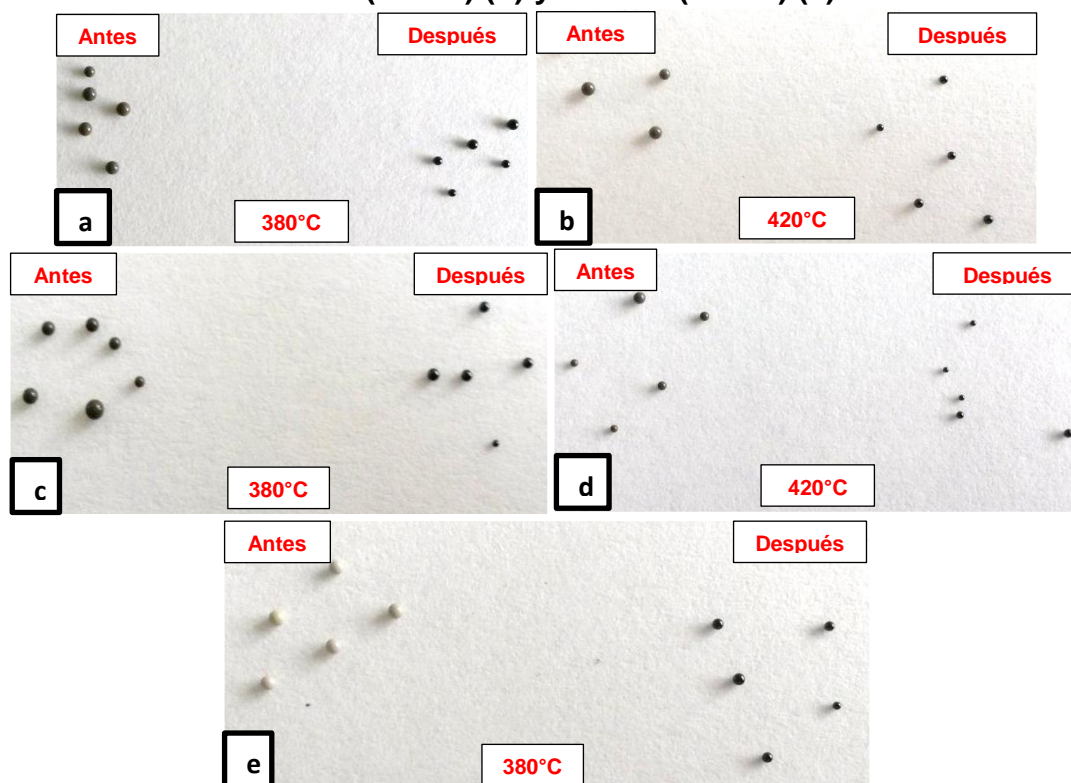 Antes Después
a 380°C
Antes Después
b 420°C
Antes Después
c 380°C
Antes Después
d 420°C
Antes Después
e 380°C